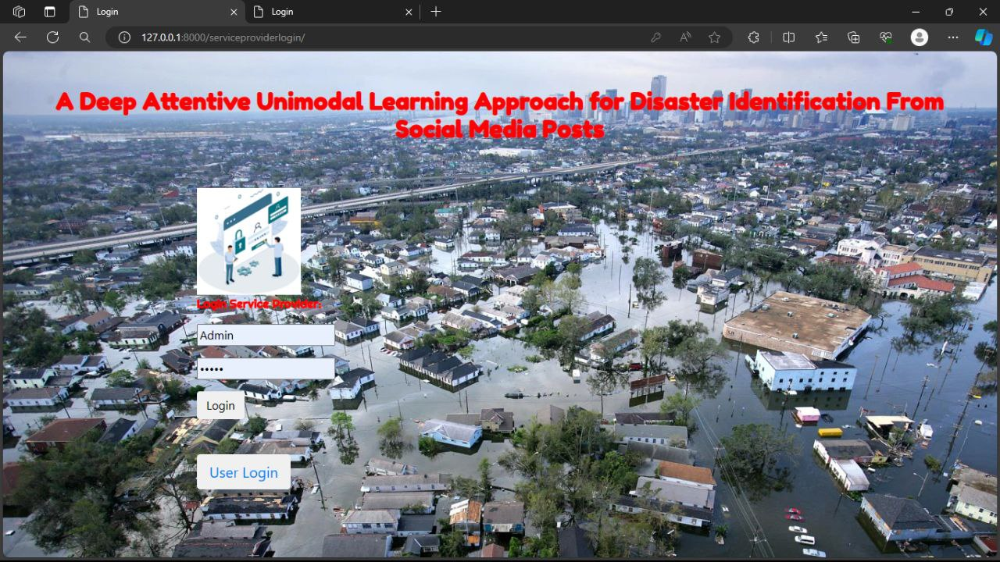 Login
Login
127.0.0.1:8000/serviceproviderlogin/
A Deep Attentive Unimodal Learning Approach for Disaster Identification From
Social Media Posts
Login Service Provider:
Admin
•••••
Login
User Login